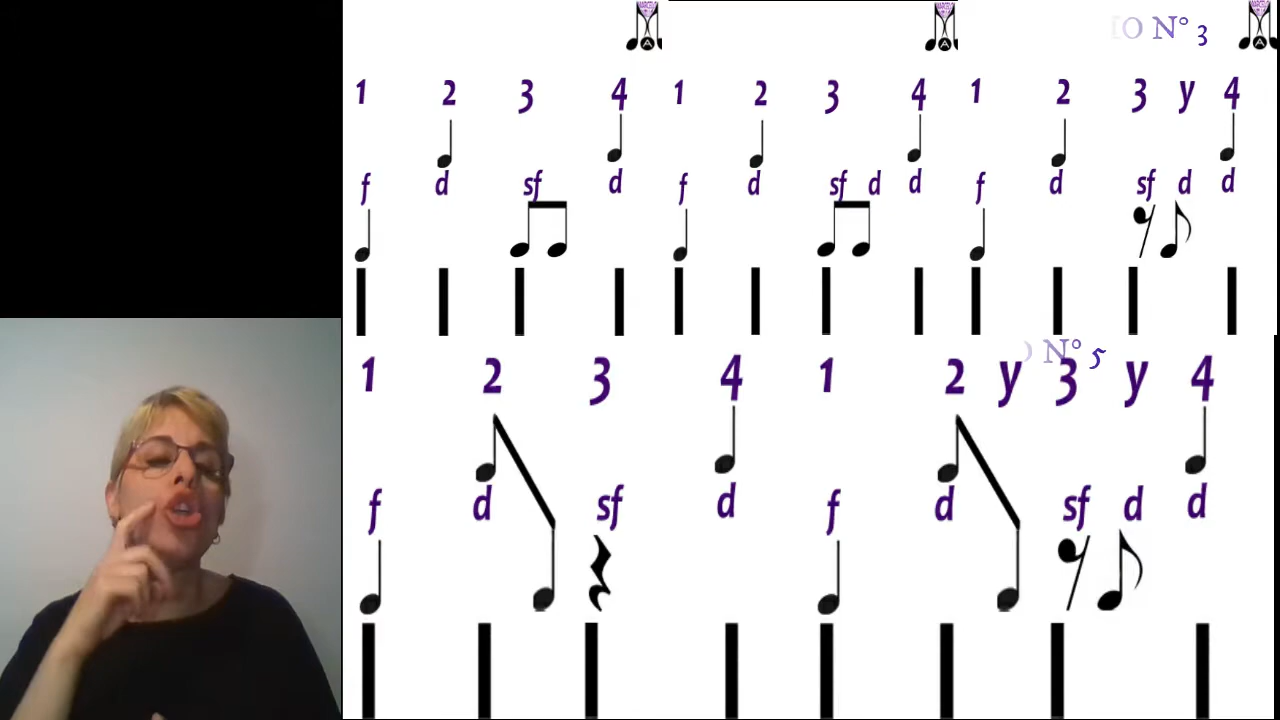 IO N° 3
1 2 3 4 1 2 3 4 1 2 3 y 4
f d sf d f d sf d d f d sf d d
O N° 5
1 2 3 4 1 2 y 3 y 4
f d sf d f d sf d d